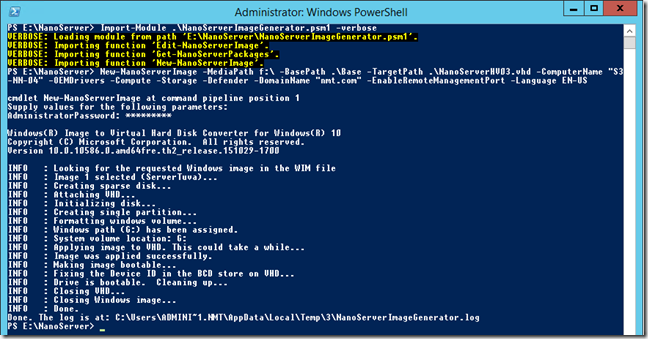 Administrator: Windows PowerShell
PS E:\NanoServer> Import-Module .\NanoServerImageGenerator.psm1 -verbose
VERBOSE: Loading module from path 'E:\NanoServer\NanoServerImageGenerator.psm1'.
VERBOSE: Importing function 'Edit-NanoServerImage'.
VERBOSE: Importing function 'Get-NanoServerPackages'.
VERBOSE: Importing function 'New-NanoServerImage'.
PS E:\NanoServer> New-NanoServerImage -MediaPath f:\ -BasePath .\Base -TargetPath .\NanoServerHV03.vhd -ComputerName "S3
-HN-D4" -OEMDrivers -Compute -Storage -Defender -DomainName "nmt.com" -EnableRemoteManagementPort -Language EN-US
cmdlet New-NanoServerImage at command pipeline position 1
Supply values for the following parameters:
AdministratorPassword: *********
Windows(R) Image to Virtual Hard Disk Converter for Windows(R) 10
Copyright (C) Microsoft Corporation.  All rights reserved.
Version 10.0.10586.0.amd64fre.th2_release.151029-1700
INFO   : Looking for the requested Windows image in the WIM file
INFO   : Image 1 selected (ServerTuva)...
INFO   : Creating sparse disk...
INFO   : Attaching VHD...
INFO   : Initializing disk...
INFO   : Creating single partition...
INFO   : Formatting windows volume...
INFO   : Windows path (G:) has been assigned.
INFO   : System volume location: G:
INFO   : Applying image to VHD. This could take a while...
INFO   : Image was applied successfully.
INFO   : Making image bootable...
INFO   : Fixing the Device ID in the BCD store on VHD...
INFO   : Drive is bootable.  Cleaning up...
INFO   : Closing VHD...
INFO   : Closing Windows image...
INFO   : Done.
Done. The log is at: C:\Users\ADMINI~1.NMT\AppData\Local\Temp\3\NanoServerImageGenerator.log
PS E:\NanoServer> _